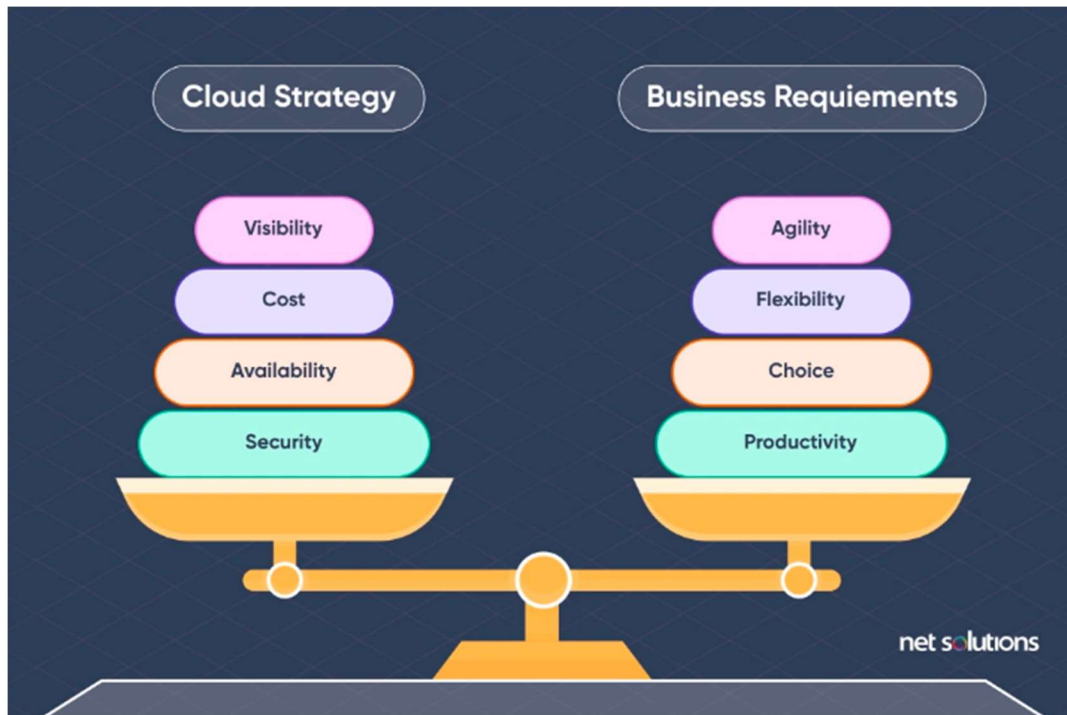 Cloud Strategy
Business Requiements
Visibility
Cost
Availability
Security
Agility
Flexibility
Choice
Productivity
net solutions